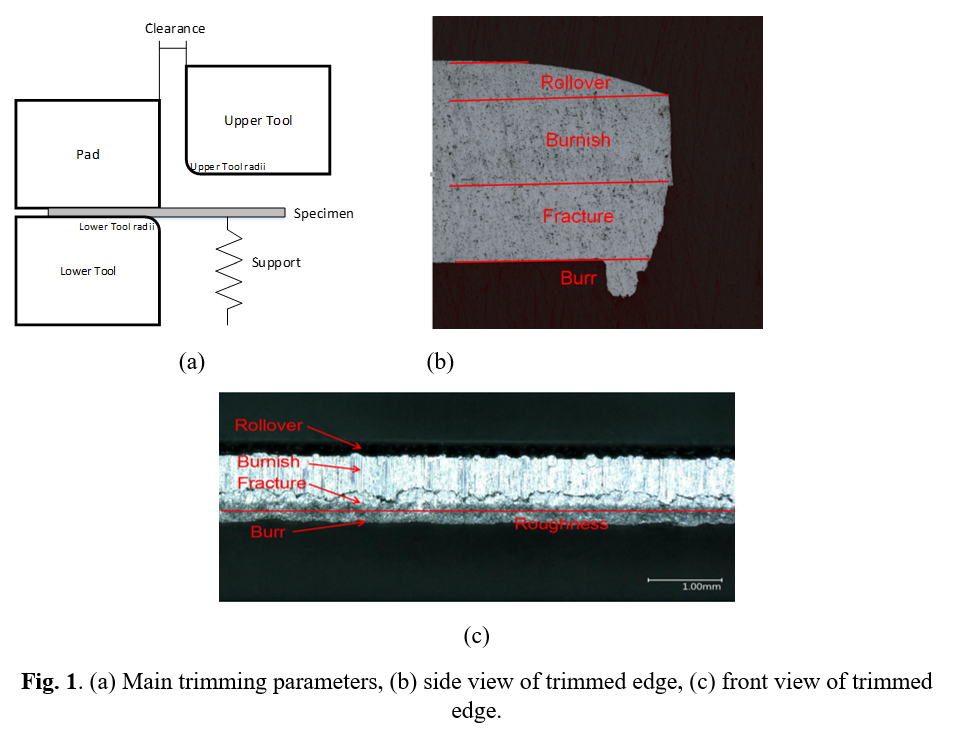 Clearance
Upper Tool
Pad
Upper Tool radii
Specimen
Lower Tool radii
Lower Tool
Support
(a)
Rollover
Burnish
Fracture
Burr
(b)
Rollover
Burnish
Fracture
Roughness
Burr
1.00mm
(c)
Fig. 1. (a) Main trimming parameters, (b) side view of trimmed edge, (c) front view of trimmed
edge.